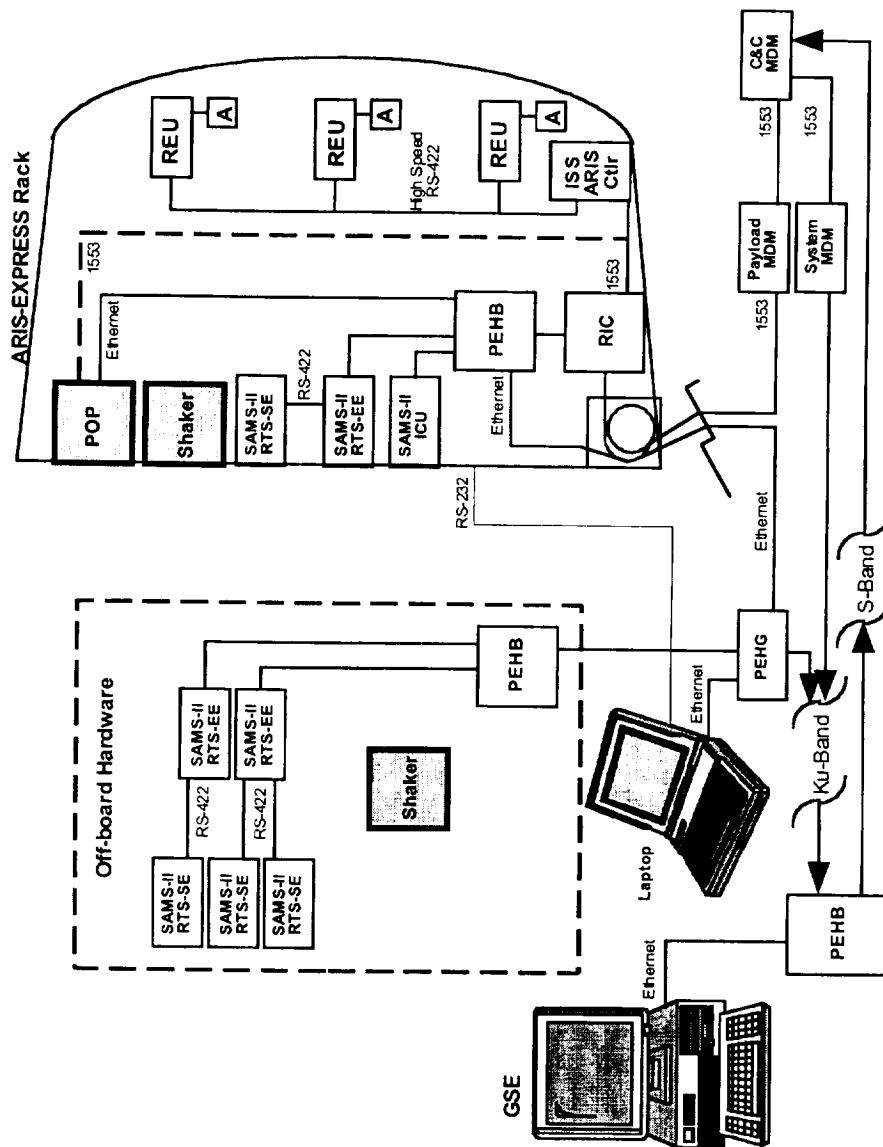 ARIS-EXPRESS Rack
POP
Shaker
SAMS-II
RTS-SE
RS-422
SAMS-II
RTS-EE
SAMS-II
ICU
1553
Ethernet
Ethernet
PEHB
RIC
1553
REU
A
REU
A
REU
A
High Speed
RS-422
ISS
ARIS
Ctlr
RS-232
Off-board Hardware
SAMS-II
RTS-SE
SAMS-II
RTS-SE
SAMS-II
RTS-SE
RS-422
RS-422
SAMS-II
RTS-EE
SAMS-II
RTS-EE
Shaker
PEHB
GSE
Ethernet
Laptop
Ethernet
PEHG
Ethernet
1553
Payload
MDM
System
MDM
1553
1553
C&C
MDM
PEHB
Ku-Band
S-Band